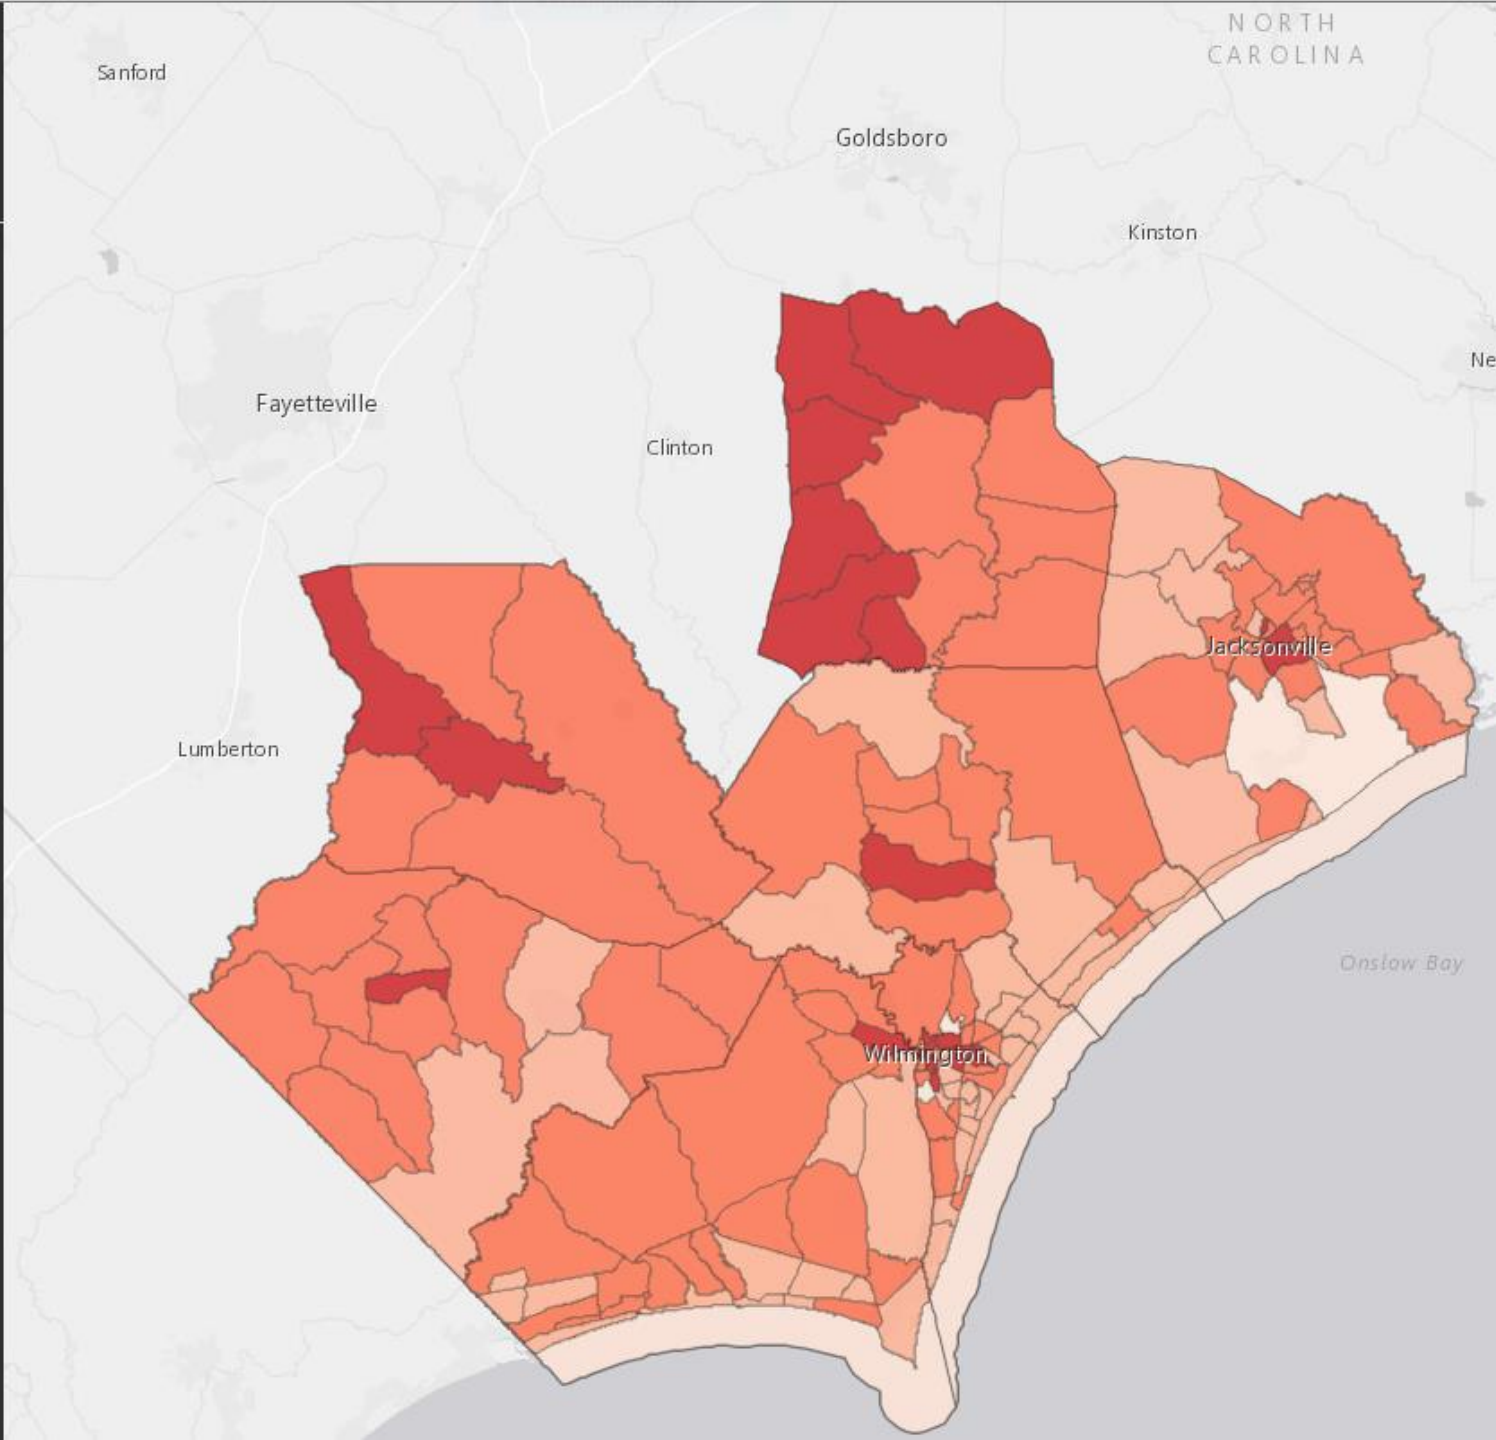 NORTH
CAROLINA
Sanford
Goldsboro
Kinston
Ne
Fayetteville
Clinton
Jacksonville
Lumberton
Onslow Bay
Wilmington